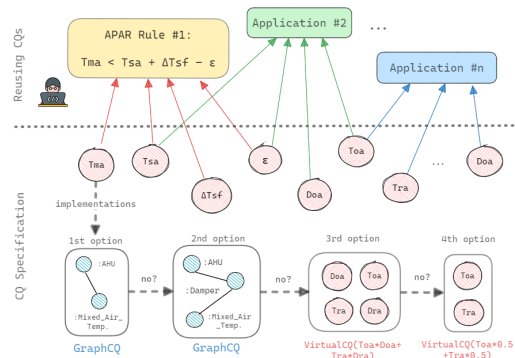 Reusing CQs
APAR Rule #1:
Tma < Tsa + ΔTsf - ε
Application #2
...
Application #n
CQ Specification
Tma
Tsa
ΔTsf
ε
Doa
Toa
Tra
...
Doa
implementations
1st option
:AHU
:Mixed_Air_
Temp.
GraphCQ
no?
2nd option
:AHU
:Damper
:Mixed_Air
_Temp.
GraphCQ
no?
3rd option
Doa
Toa
Tra
Dra
VirtualCQ(Toa*Doa+
Tra*Dra)
no?
4th option
Toa
Tra
VirtualCQ(Toa*0.5
+Tra*0.5)